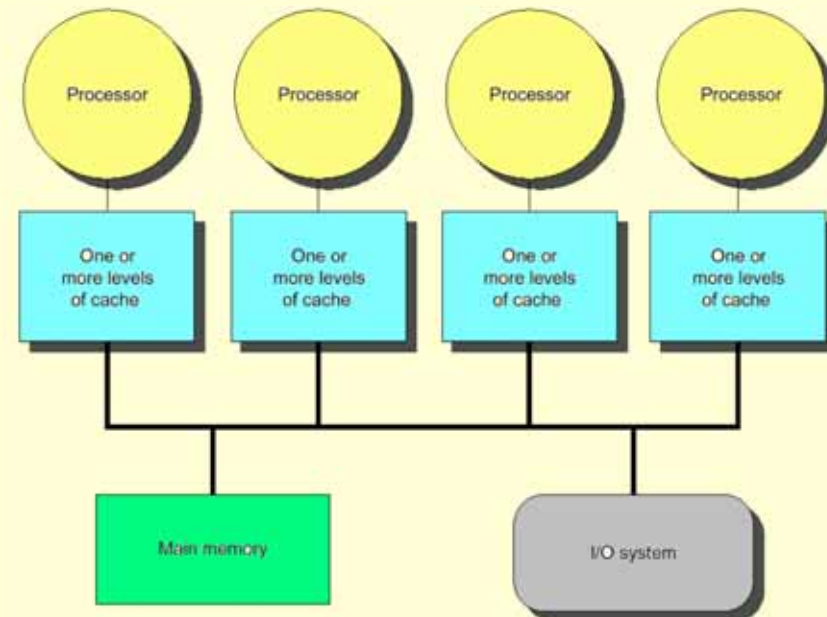 Processor
Processor
Processor
Processor
One or
more levels
of cache
One or
more levels
of cache
One or
more levels
of cache
One or
more levels
of cache
Main memory
I/O system